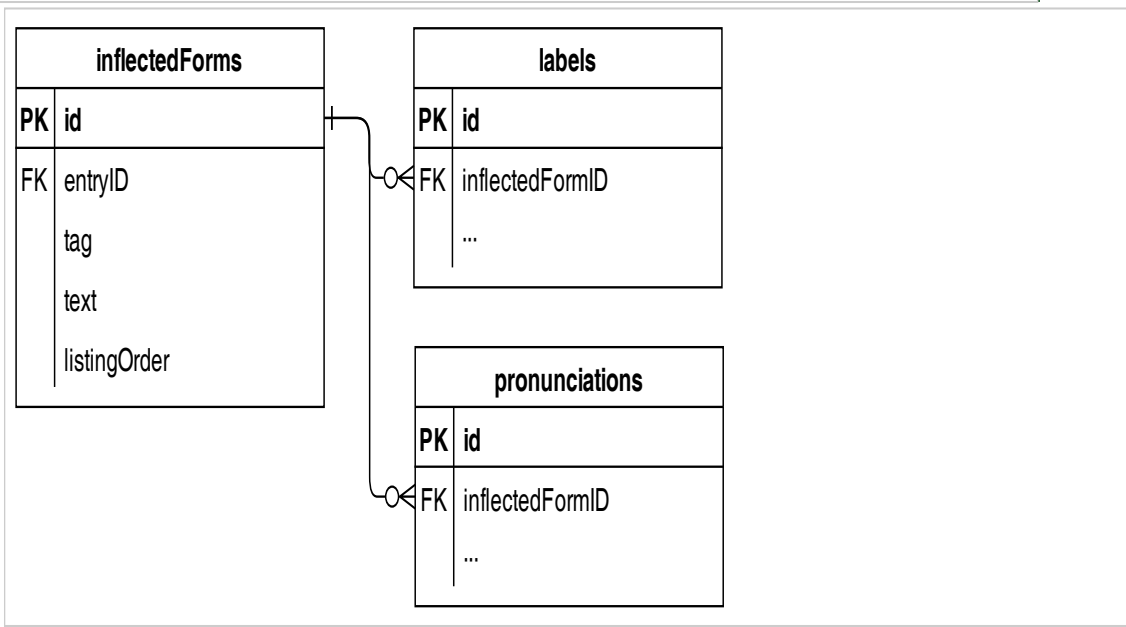 inflectedForms
PK id
FK entryID
tag
text
listingOrder
labels
PK id
FK inflectedFormID
...
pronunciations
PK id
FK inflectedFormID
...